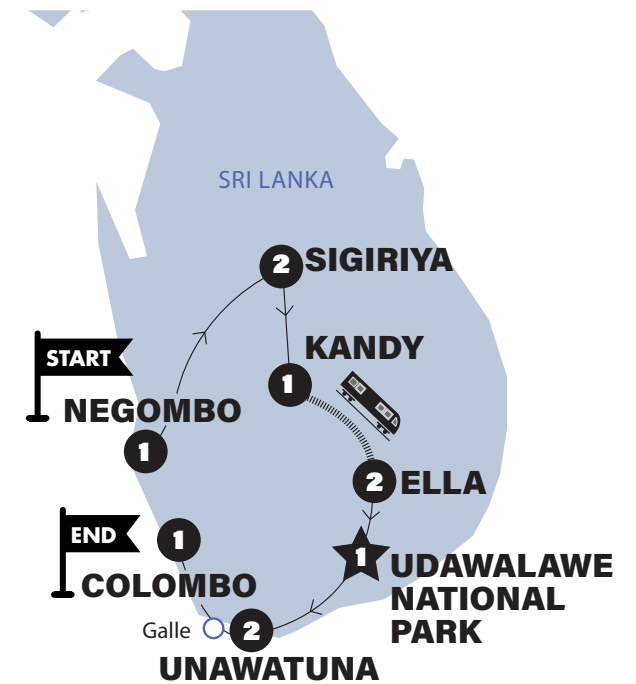 SRI LANKA
2
SIGIRIYA
KANDY
1
START
NEGOMBO
1
2
ELLA
END
1
COLOMBO
1
UDAWALAWE
NATIONAL
PARK
Galle
2
UNAWATUNA